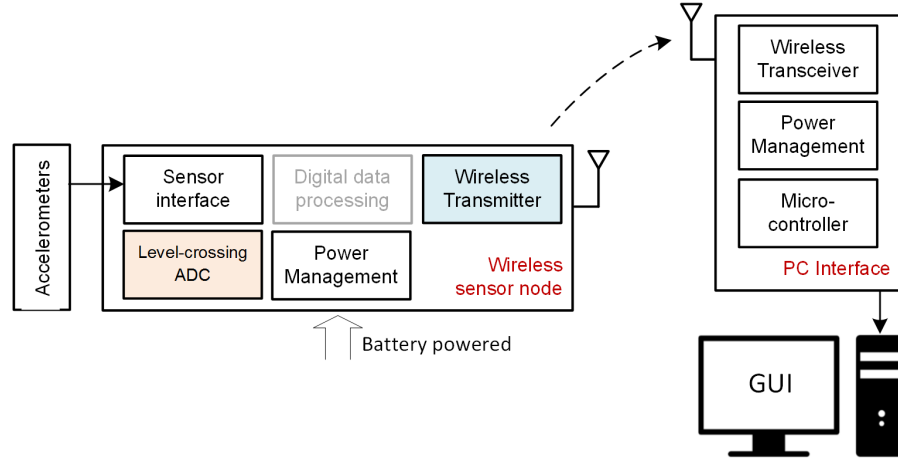 Accelerometers
Sensor
interface
Digital data
processing
Wireless
Transmitter
Level-crossing
ADC
Power
Management
Wireless
sensor node
Battery powered
Wireless
Transceiver
Power
Management
Micro-
controller
PC Interface
GUI